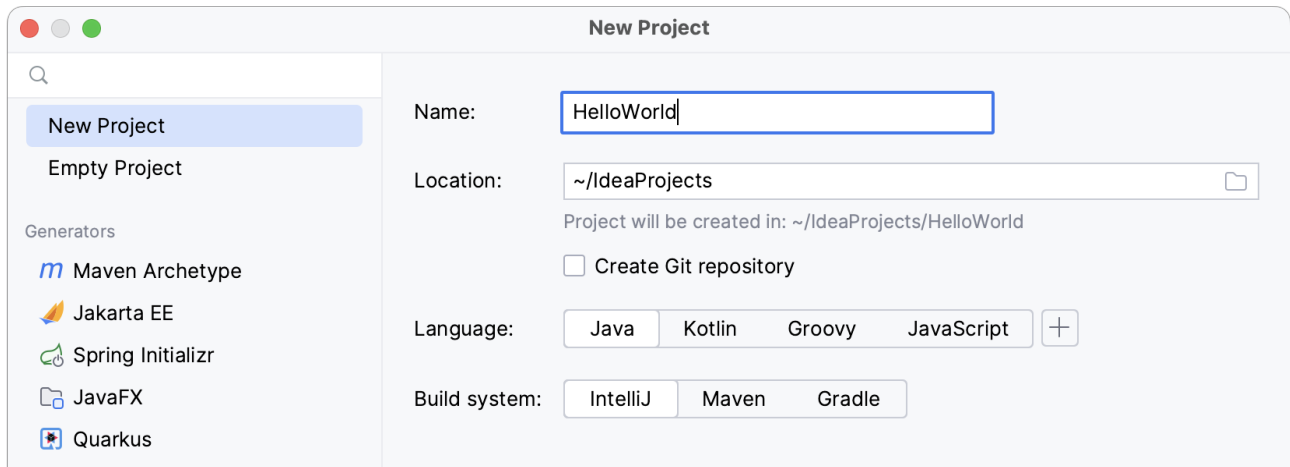 New Project
New Project
Empty Project
Generators
Maven Archetype
Jakarta EE
Spring Initializr
JavaFX
Quarkus
Name: HelloWorld
Location: ~/IdeaProjects
Project will be created in: ~/IdeaProjects/HelloWorld
Create Git repository
Language: Java Kotlin Groovy JavaScript
Build system: IntelliJ Maven Gradle